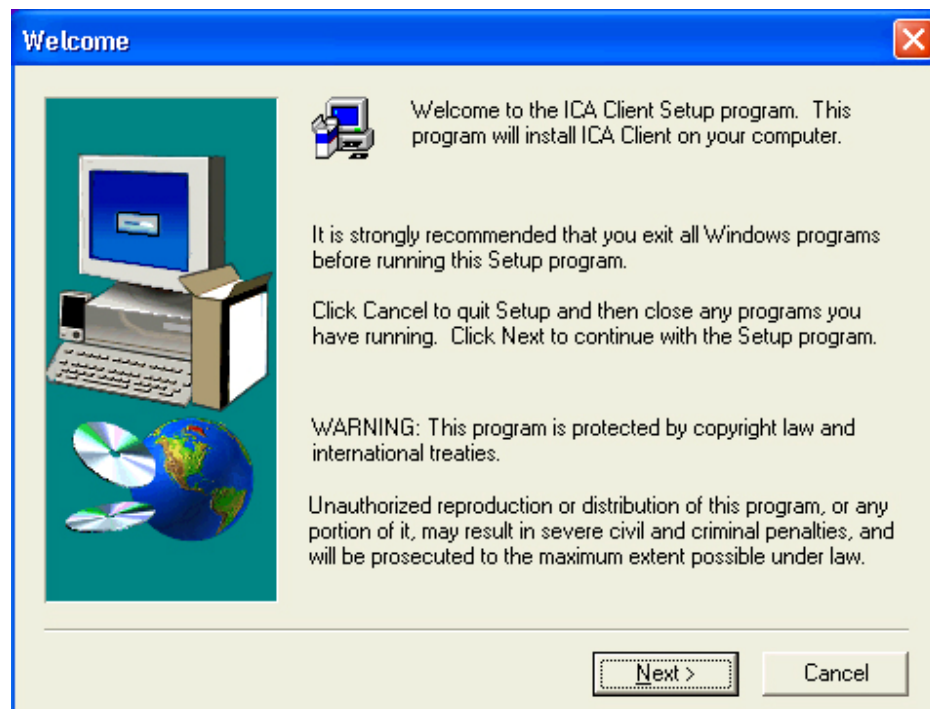 Welcome
Welcome to the ICA Client Setup program.  This
program will install ICA Client on your computer.
It is strongly recommended that you exit all Windows programs
before running this Setup program.
Click Cancel to quit Setup and then close any programs you
have running.  Click Next to continue with the Setup program.
WARNING: This program is protected by copyright law and
international treaties.
Unauthorized reproduction or distribution of this program, or any
portion of it, may result in severe civil and criminal penalties, and
will be prosecuted to the maximum extent possible under law.
Next >
Cancel